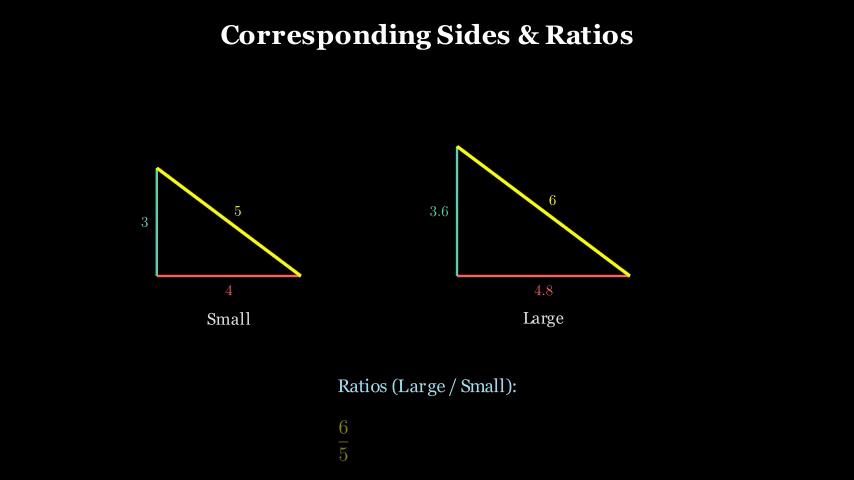 Corresponding Sides & Ratios
3
5
4
Small
3.6
6
4.8
Large
Ratios (Large / Small):
6
5